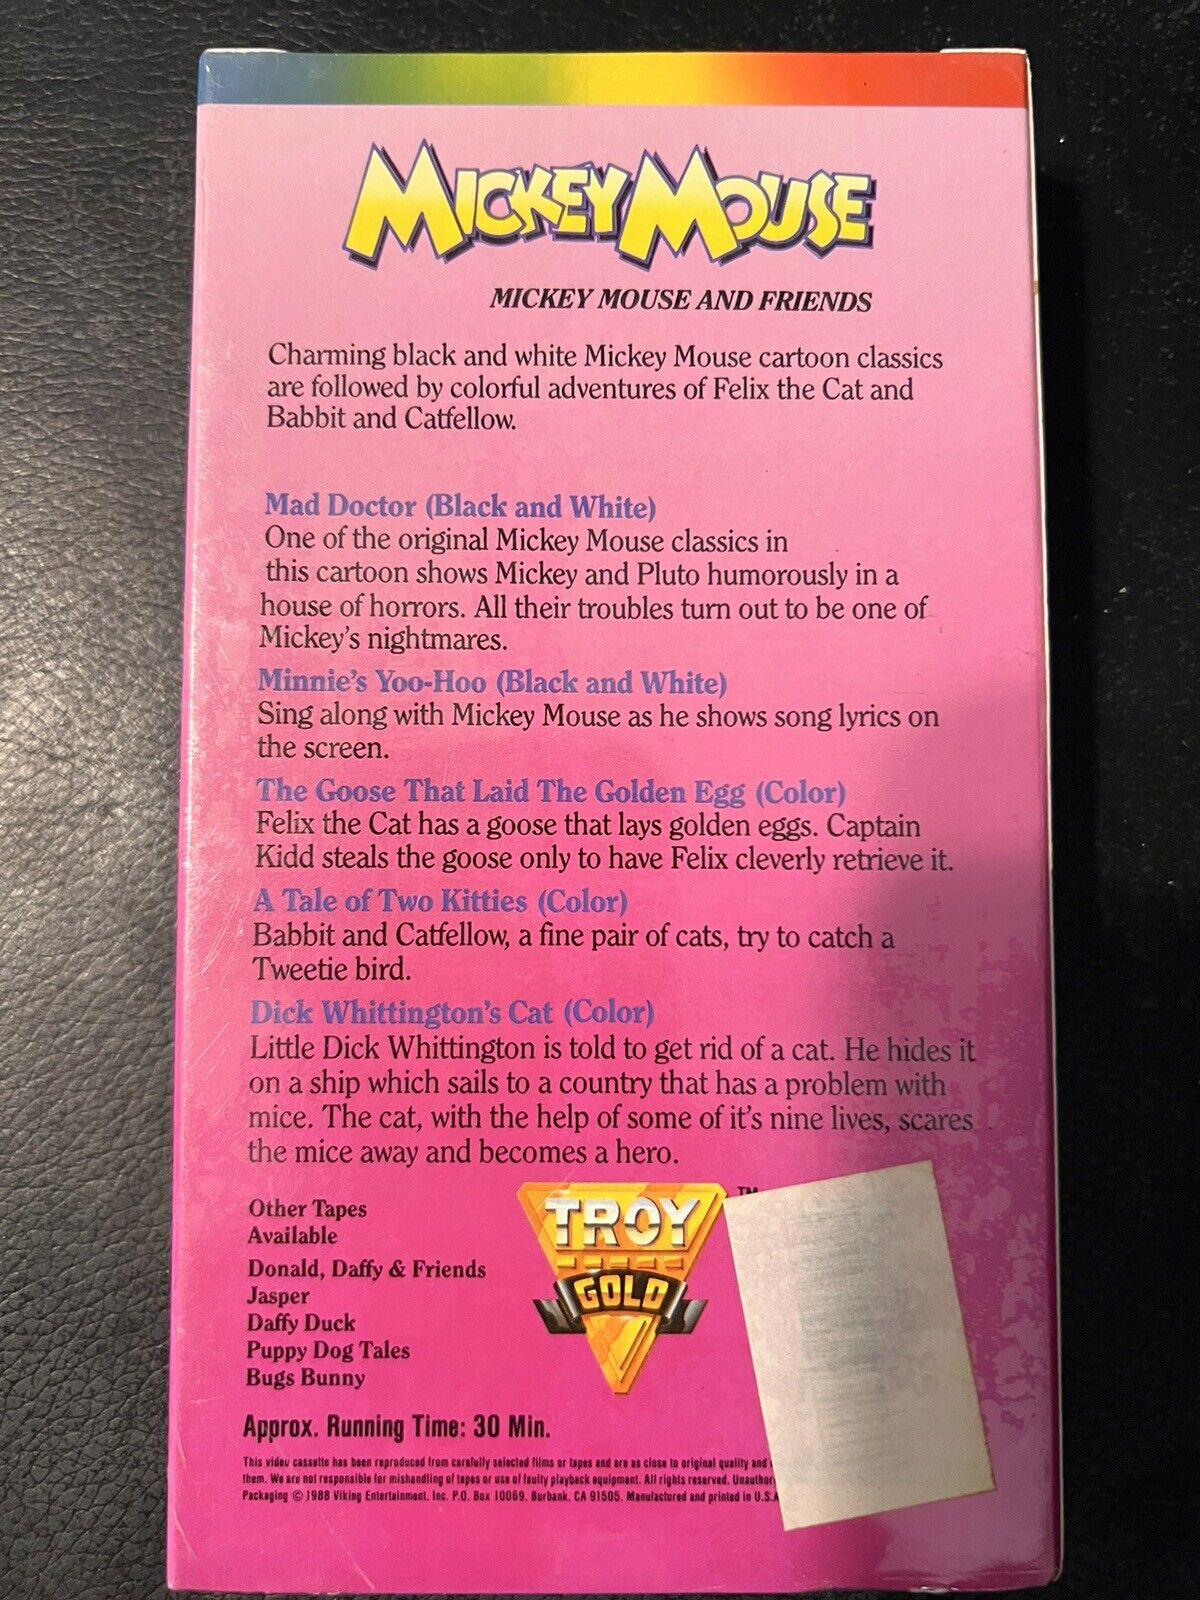 MICKEY MOUSE
MICKEY MOUSE AND FRIENDS
Charming black and white Mickey Mouse cartoon classics
are followed by colorful adventures of Felix the Cat and
Babbit and Catfellow.
Mad Doctor (Black and White)
One of the original Mickey Mouse classics in
this cartoon shows Mickey and Pluto humorously in a
house of horrors. All their troubles turn out to be one of
Mickey's nightmares.
Minnie's Yoo-Hoo (Black and White)
Sing along with Mickey Mouse as he shows song lyrics on
the screen.
The Goose That Laid The Golden Egg (Color)
Felix the Cat has a goose that lays golden eggs. Captain
Kidd steals the goose only to have Felix cleverly retrieve it.
A Tale of Two Kitties (Color)
Babbit and Catfellow, a fine pair of cats, try to catch a
Tweetie bird.
Dick Whittington's Cat (Color)
Little Dick Whittington is told to get rid of a cat. He hides it
on a ship which sails to a country that has a problem with
mice. The cat, with the help of some of it's nine lives, scares
the mice away and becomes a hero.
Other Tapes
Available
Donald, Daffy & Friends
Jasper
Daffy Duck
Puppy Dog Tales
Bugs Bunny
TROY
GOLD
TM
Approx. Running Time: 30 Min.
This video cassette has been reproduced from carefully selected films or tapes and are as close to original quality and
them. We are not responsible for mishandling of tapes or use of faulty playback equipment. All rights reserved. Unauthor
Packaging © 1988 Viking Entertainment, Inc. P.O. Box 10069, Burbank, CA 91505. Manufactured and printed in U.S.A